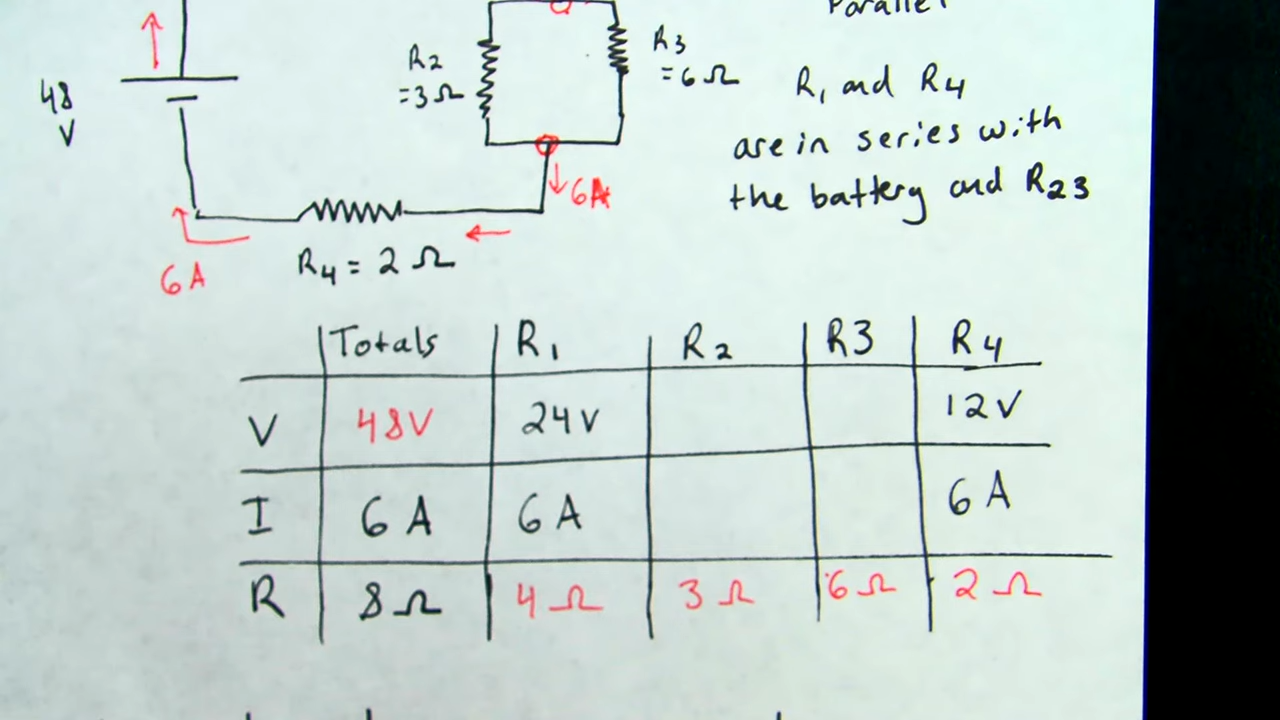 Parallel
R3
=6Ω
R2
=3Ω
48
V
R1 and R4
are in series with
the battery and R23
6A
6A
R4 = 2 Ω
Totals R1 R2 R3 R4
V 48V 24V 12V
I 6A 6A 6A
R 8Ω 4Ω 3Ω 6Ω 2Ω